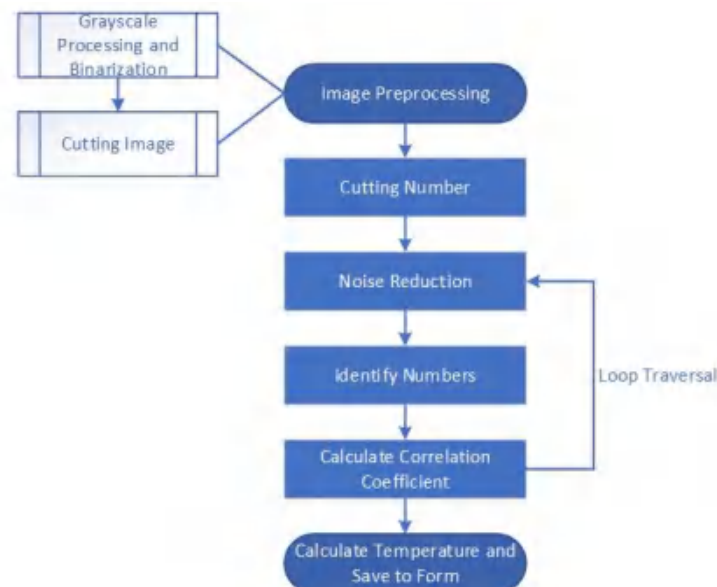 Grayscale
Processing and
Binarization
Cutting Image
Image Preprocessing
Cutting Number
Noise Reduction
Identify Numbers
Loop Traversal
Calculate Correlation
Coefficient
Calculate Temperature and
Save to Form